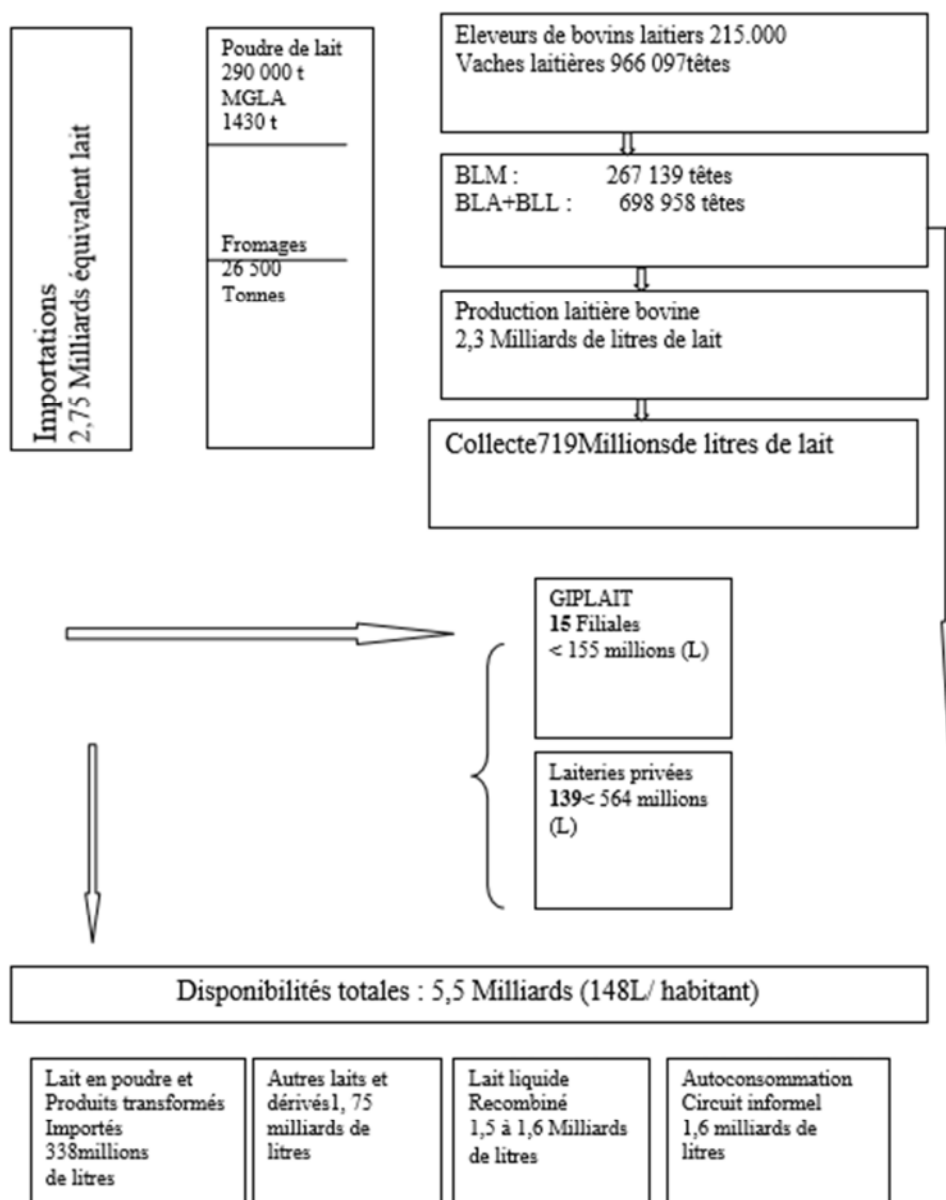 Importations
2,75 Milliards équivalent lait
Poudre de lait
290 000 t
MGLA
1430 t
Fromages
26 500
Tonnes
Eleveurs de bovins laitiers 215.000
Vaches laitières 966 097têtes
BLM : 267 139 têtes
BLA+BLL : 698 958 têtes
Production laitière bovine
2,3 Milliards de litres de lait
Collecte719Millionsde litres de lait
GIPLAIT
15 Filiales
< 155 millions (L)
Laiteries privées
139< 564 millions
(L)
Disponibilités totales : 5,5 Milliards (148L/ habitant)
Lait en poudre et
Produits transformés
Importés
338millions
de litres
Autres laits et
dérivés1, 75
milliards de
litres
Lait liquide
Recombiné
1,5 à 1,6 Milliards
de litres
Autoconsommation
Circuit informel
1,6 milliards de
litres